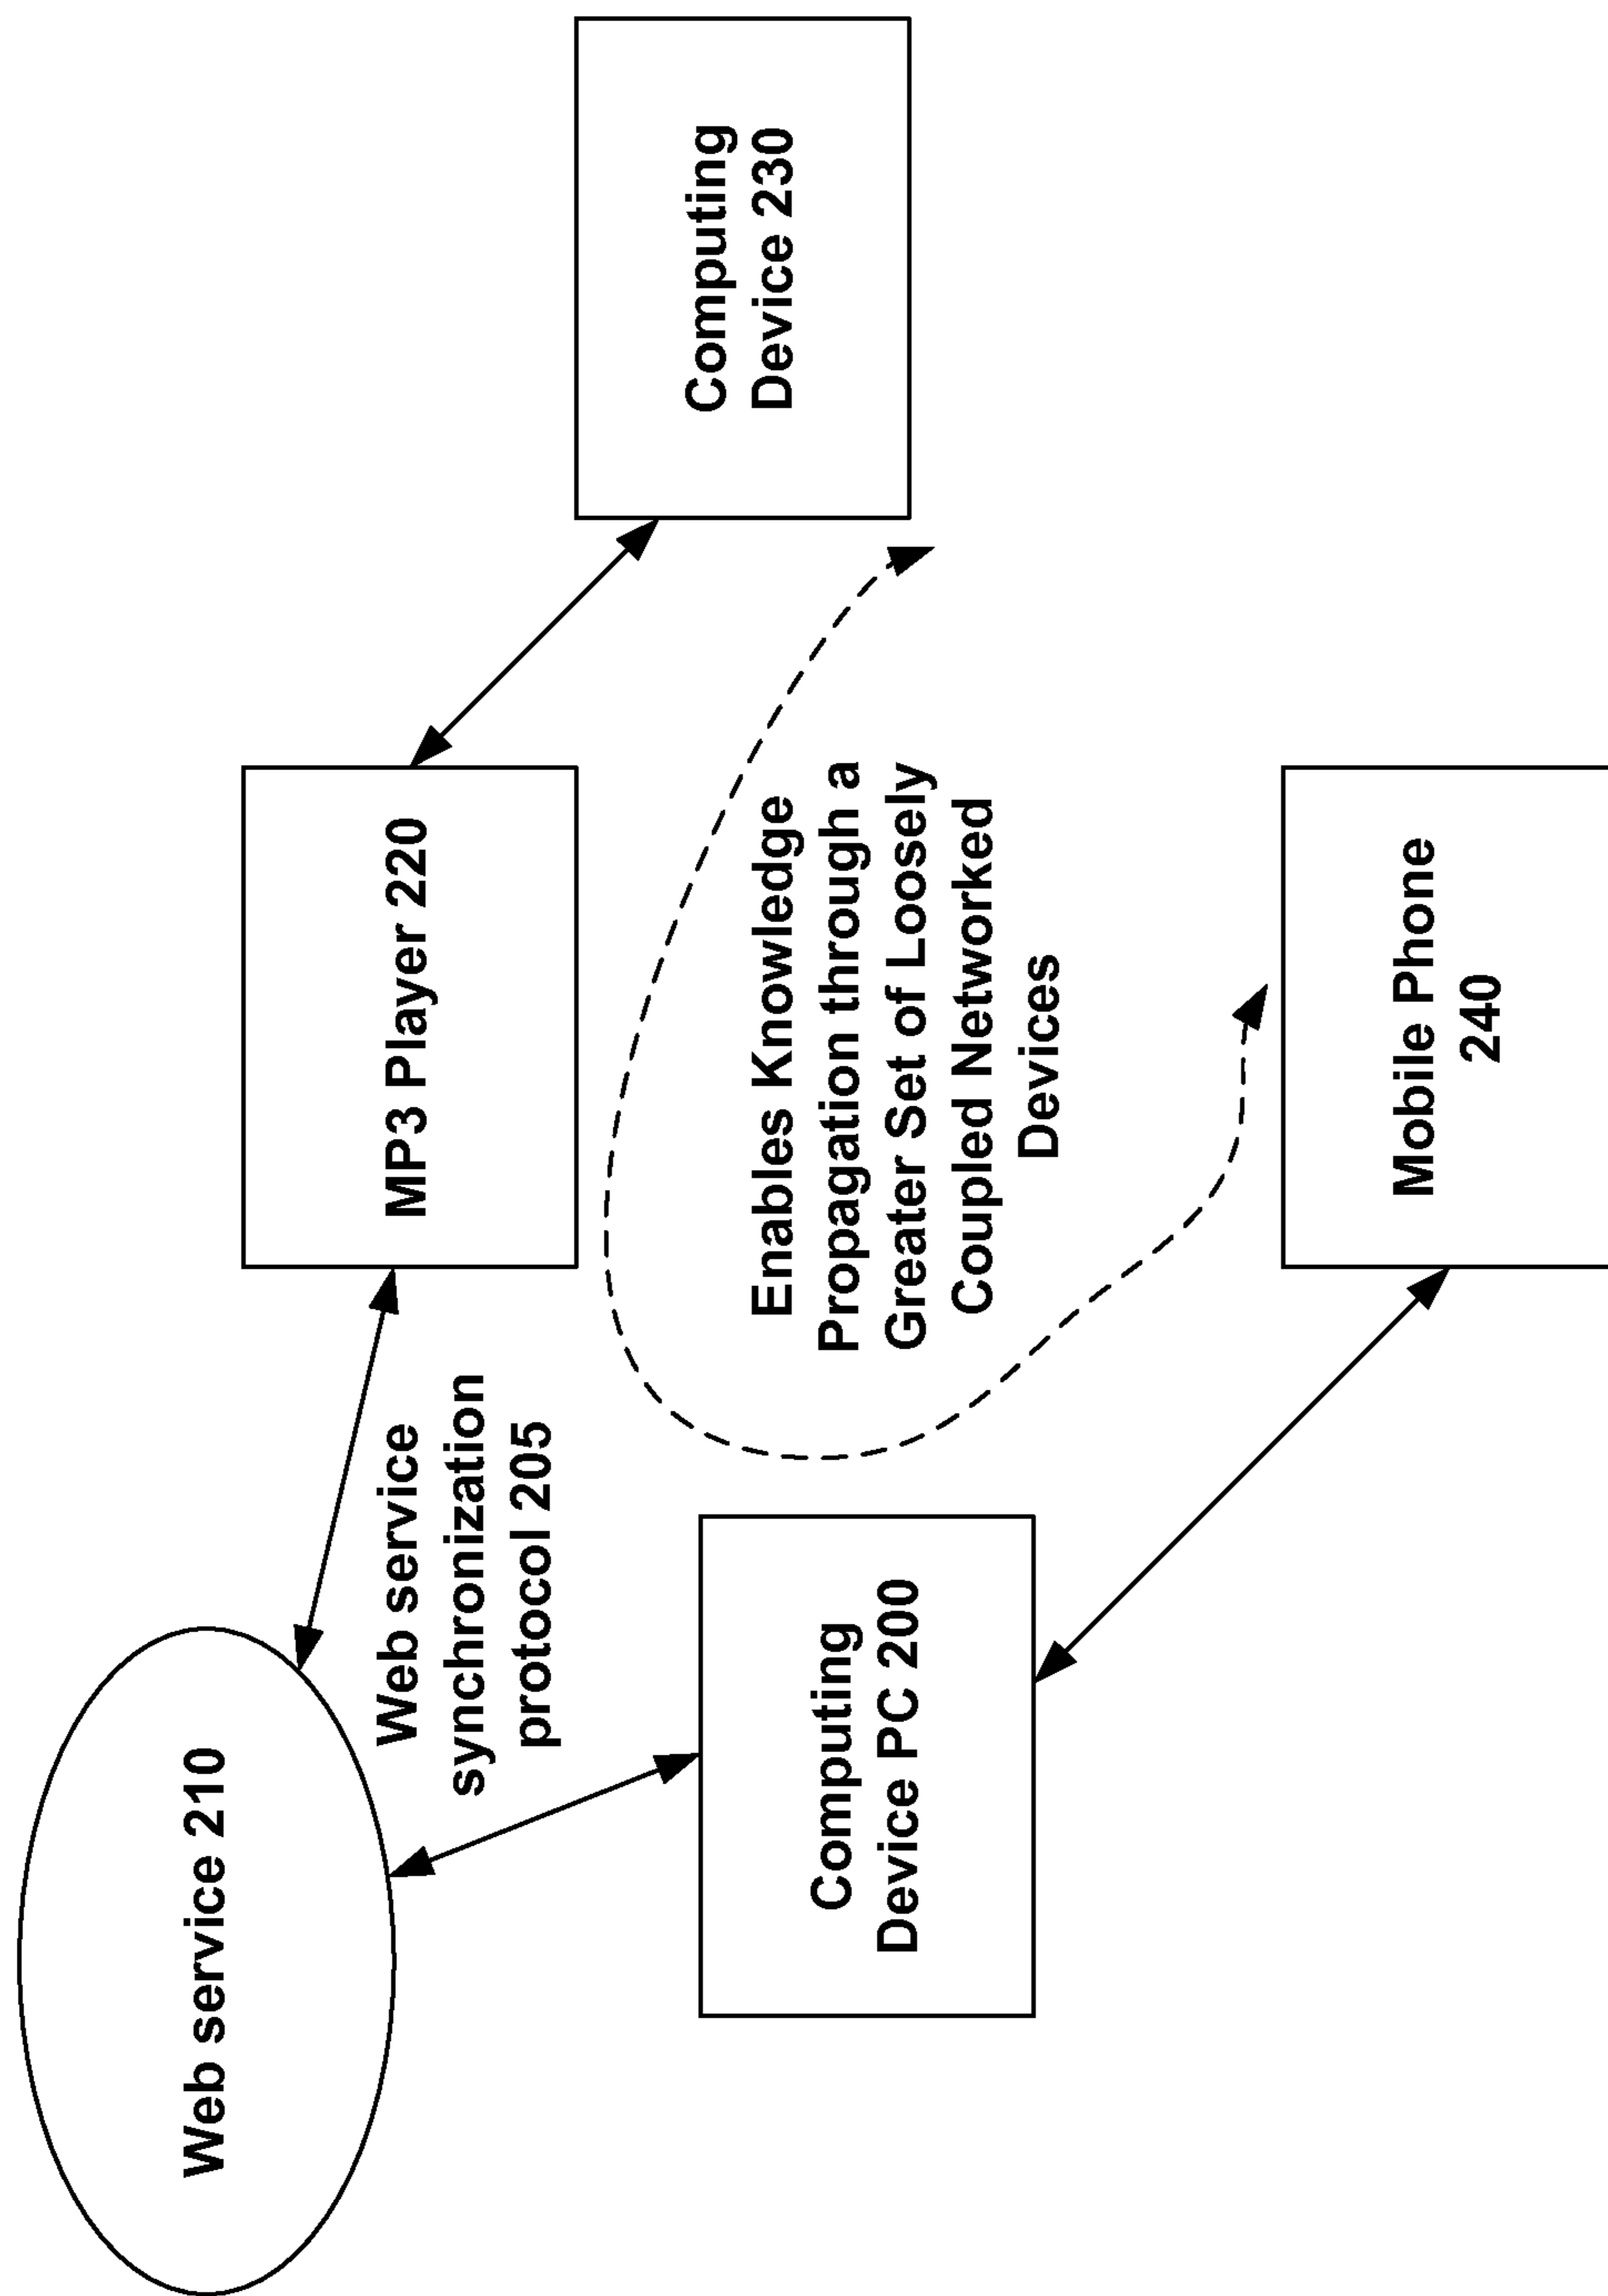 Web service 210
Web service
synchronization
protocol 205
MP3 Player 220
Computing
Device PC 200
Enables Knowledge
Propagation through a
Greater Set of Loosely
Coupled Networked
Devices
Computing
Device 230
Mobile Phone
240